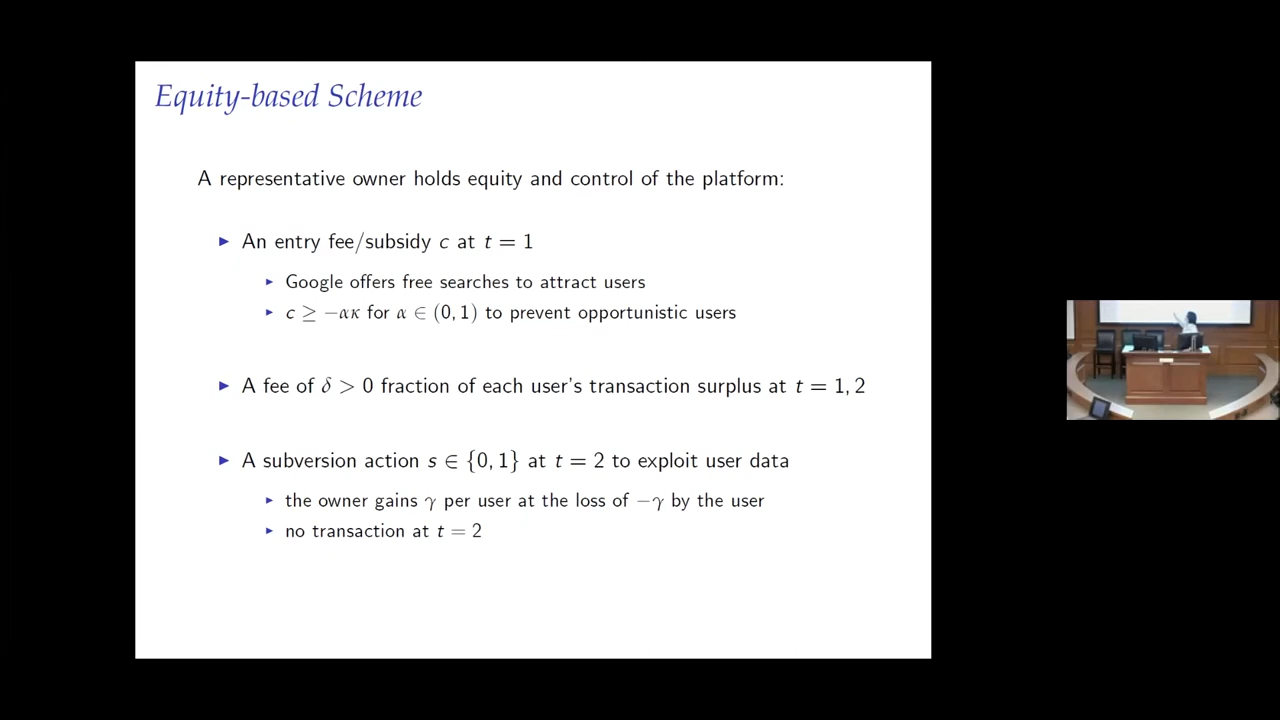 Equity-based Scheme
A representative owner holds equity and control of the platform:
▶ An entry fee/subsidy c at t = 1
▶ Google offers free searches to attract users
▶ c ≥ −ακ for α ∈ (0, 1) to prevent opportunistic users
▶ A fee of δ > 0 fraction of each user's transaction surplus at t = 1, 2
▶ A subversion action s ∈ {0, 1} at t = 2 to exploit user data
▶ the owner gains γ per user at the loss of −γ by the user
▶ no transaction at t = 2